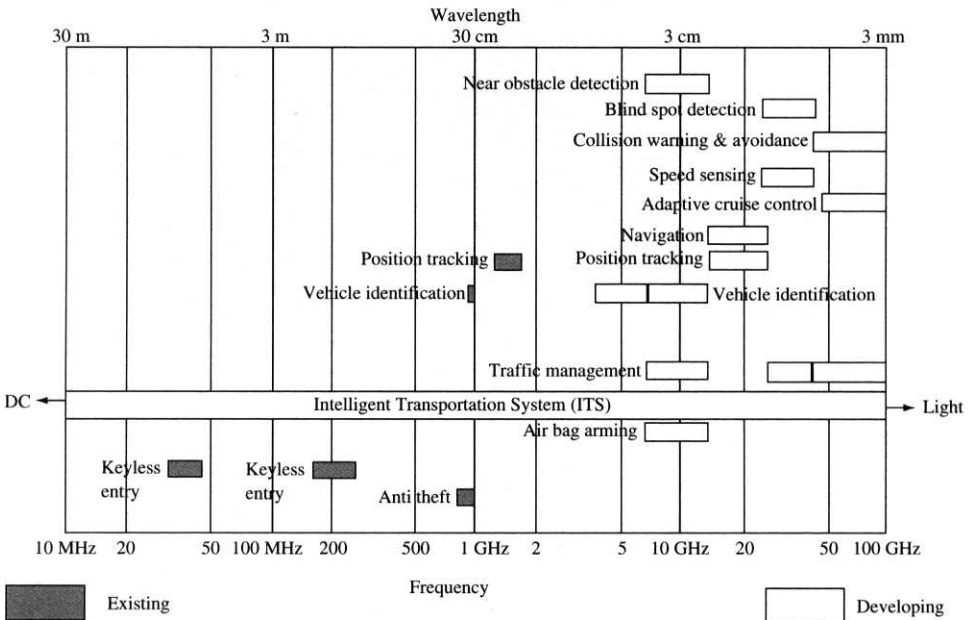 Wavelength
30 m 3 m 30 cm 3 cm 3 mm
Near obstacle detection
Blind spot detection
Collision warning & avoidance
Speed sensing
Adaptive cruise control
Navigation
Position tracking Position tracking
Vehicle identification Vehicle identification
Traffic management
DC Intelligent Transportation System (ITS) Light
Air bag arming
Keyless Keyless
entry entry
Anti theft
10 MHz 20 50 100 MHz 200 500 1 GHz 2 5 10 GHz 20 50 100 GHz
Frequency
Existing Developing